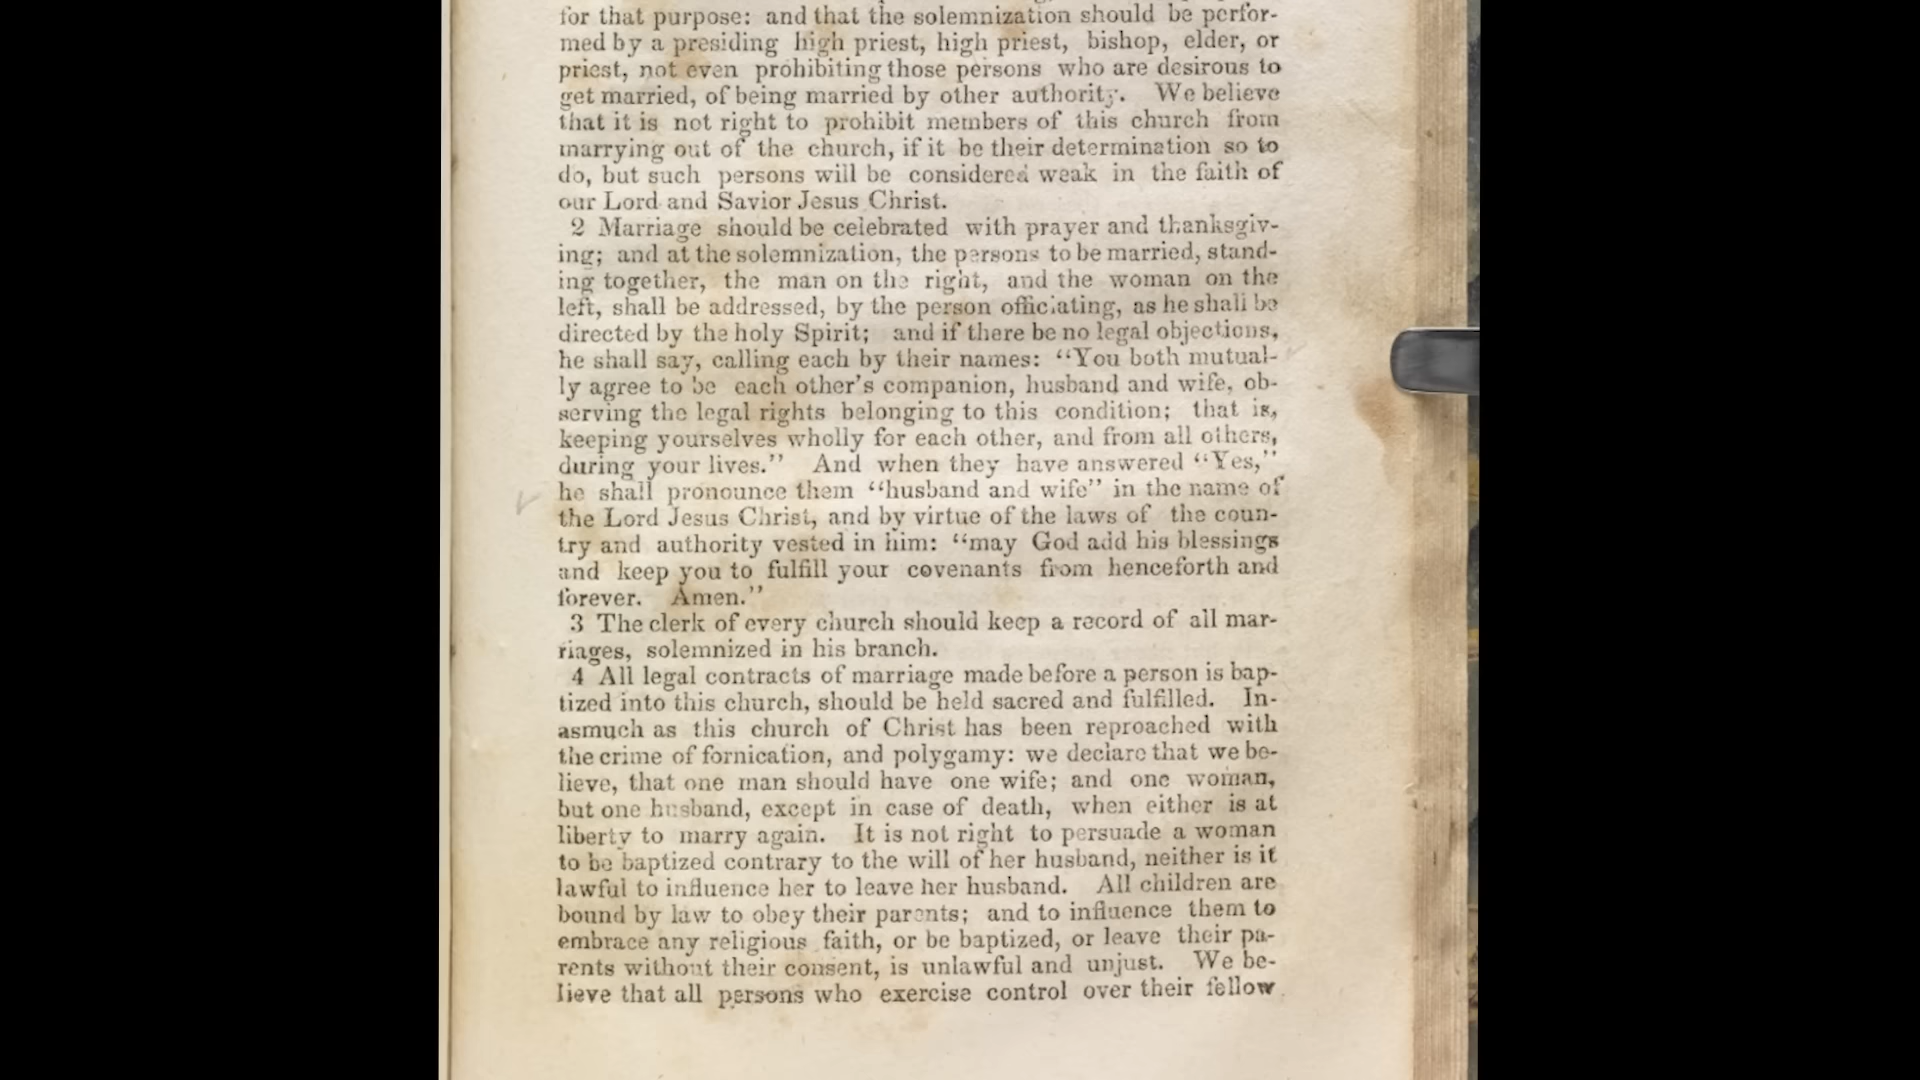 for that purpose: and that the solemnization should be perfor-
med by a presiding high priest, high priest, bishop, elder, or
priest, not even prohibiting those persons who are desirous to
get married, of being married by other authority. We believe
that it is not right to prohibit members of this church from
marrying out of the church, if it be their determination so to
do, but such persons will be considered weak in the faith of
our Lord and Savior Jesus Christ.
2 Marriage should be celebrated with prayer and thanksgiv-
ing; and at the solemnization, the persons to be married, stand-
ing together, the man on the right, and the woman on the
left, shall be addressed, by the person officiating, as he shall be
directed by the holy Spirit; and if there be no legal objections,
he shall say, calling each by their names: “You both mutual-
ly agree to be each other's companion, husband and wife, ob-
serving the legal rights belonging to this condition; that is,
keeping yourselves wholly for each other, and from all others,
during your lives.” And when they have answered “Yes,”
he shall pronounce them “husband and wife” in the name of
the Lord Jesus Christ, and by virtue of the laws of the coun-
try and authority vested in him: “may God add his blessings
and keep you to fulfill your covenants from henceforth and
forever. Amen.”
3 The clerk of every church should keep a record of all mar-
riages, solemnized in his branch.
4 All legal contracts of marriage made before a person is bap-
tized into this church, should be held sacred and fulfilled. In-
asmuch as this church of Christ has been reproached with
the crime of fornication, and polygamy: we declare that we be-
lieve, that one man should have one wife; and one woman,
but one husband, except in case of death, when either is at
liberty to marry again. It is not right to persuade a woman
to be baptized contrary to the will of her husband, neither is it
lawful to influence her to leave her husband. All children are
bound by law to obey their parents; and to influence them to
embrace any religious faith, or be baptized, or leave their pa-
rents without their consent, is unlawful and unjust. We be-
lieve that all persons who exercise control over their fellow